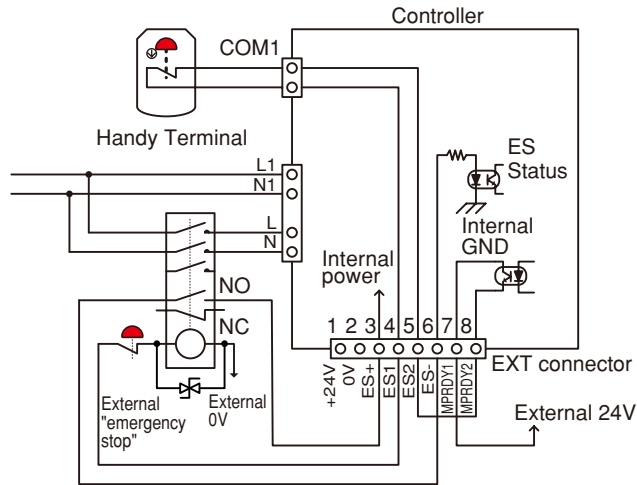 Controller
COM1
Handy Terminal
L1
N1
L
N
ES
Status
Internal
GND
Internal
power
NO
NC
1 2 3 4 5 6 7 8
+24V
0V
ES+
ES1
ES2
ES-
MPRDY1
MPRDY2
EXT connector
External
"emergency
stop"
External
0V
External 24V